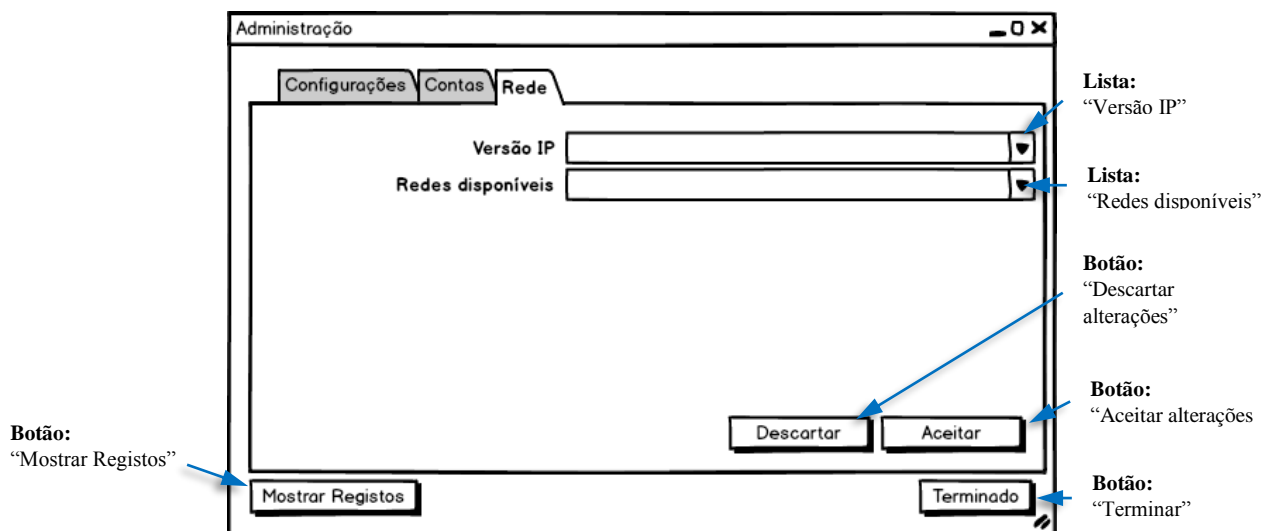 Administração
Configurações Contas Rede
Lista:
“Versão IP”
Versão IP
Redes disponíveis
Lista:
“Redes disponíveis”
Botão:
“Descartar
alterações”
Botão:
“Aceitar alterações
Descartar Aceitar
Botão:
“Mostrar Registos”
Mostrar Registos Terminado
Botão:
“Terminar”